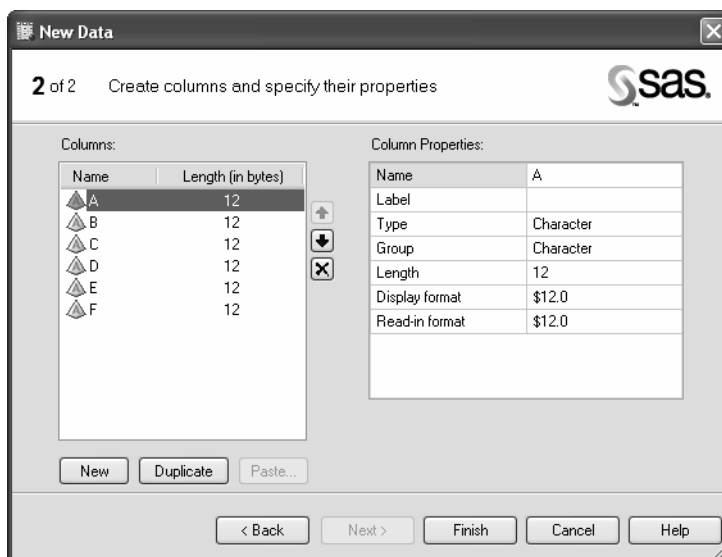 New Data
2 of 2 Create columns and specify their properties
sas.
Columns:
Name Length (in bytes)
A 12
B 12
C 12
D 12
E 12
F 12
New Duplicate Paste...
Column Properties:
Name A
Label
Type Character
Group Character
Length 12
Display format $12.0
Read-in format $12.0
< Back Next > Finish Cancel Help